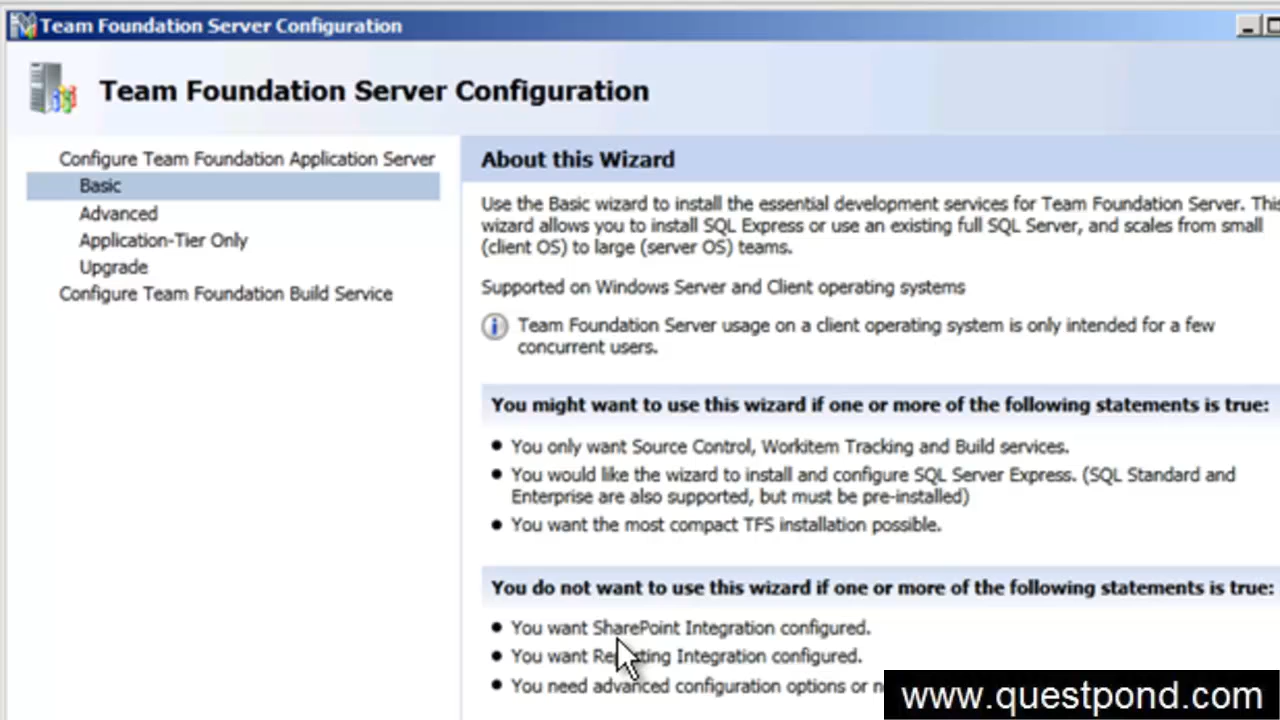 Team Foundation Server Configuration
Team Foundation Server Configuration
Configure Team Foundation Application Server
Basic
Advanced
Application-Tier Only
Upgrade
Configure Team Foundation Build Service
About this Wizard
Use the Basic wizard to install the essential development services for Team Foundation Server. This
wizard allows you to install SQL Express or use an existing full SQL Server, and scales from small
(client OS) to large (server OS) teams.
Supported on Windows Server and Client operating systems
Team Foundation Server usage on a client operating system is only intended for a few
concurrent users.
You might want to use this wizard if one or more of the following statements is true:
You only want Source Control, Workitem Tracking and Build services.
You would like the wizard to install and configure SQL Server Express. (SQL Standard and
Enterprise are also supported, but must be pre-installed)
You want the most compact TFS installation possible.
You do not want to use this wizard if one or more of the following statements is true:
You want SharePoint Integration configured.
You want Reporting Integration configured.
You need advanced configuration options or
www.questpond.com